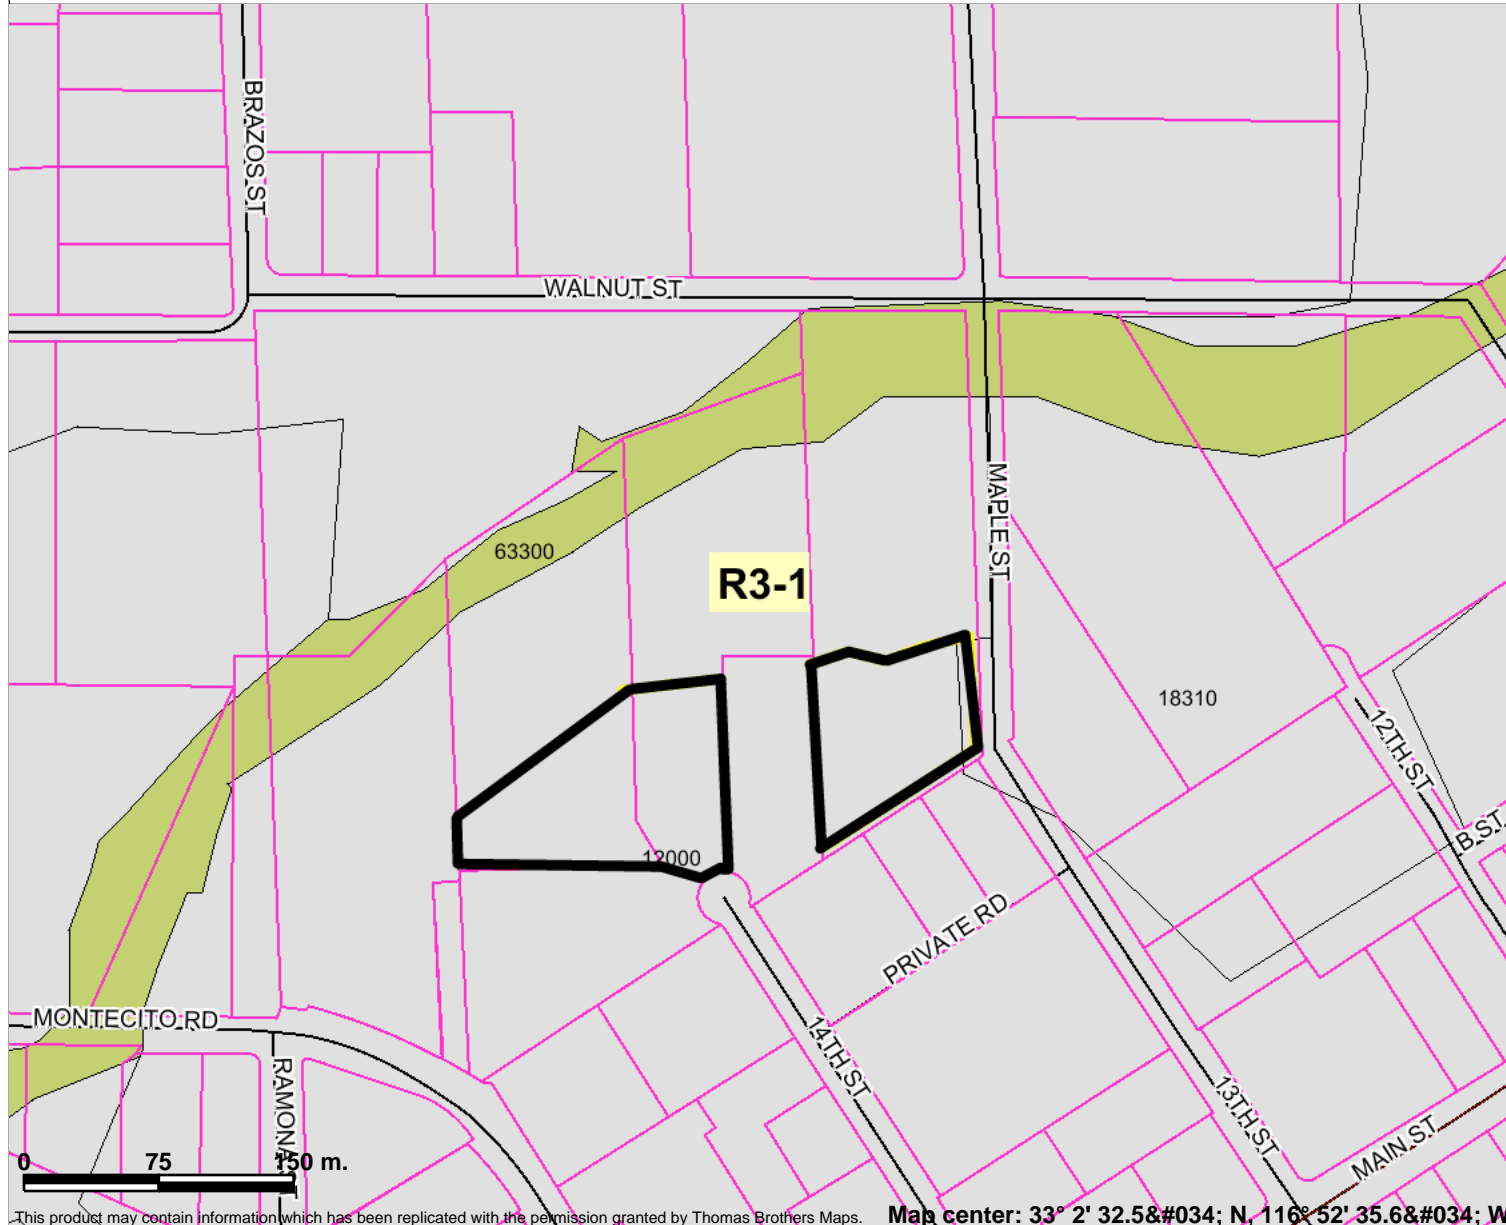 BRAZOS ST
WALNUT ST
MAPLE ST
63300
R3-1
18310
12TH ST
B ST
12000
PRIVATE RD
MONTECITO RD
14TH ST
RAMONA ST
13TH ST
MAIN ST
0 75 150 m.
This product may contain information which has been replicated with the permission granted by Thomas Brothers Maps. Map center: 33° 2' 32.5&#034; N, 116° 52' 35.6&#034; W